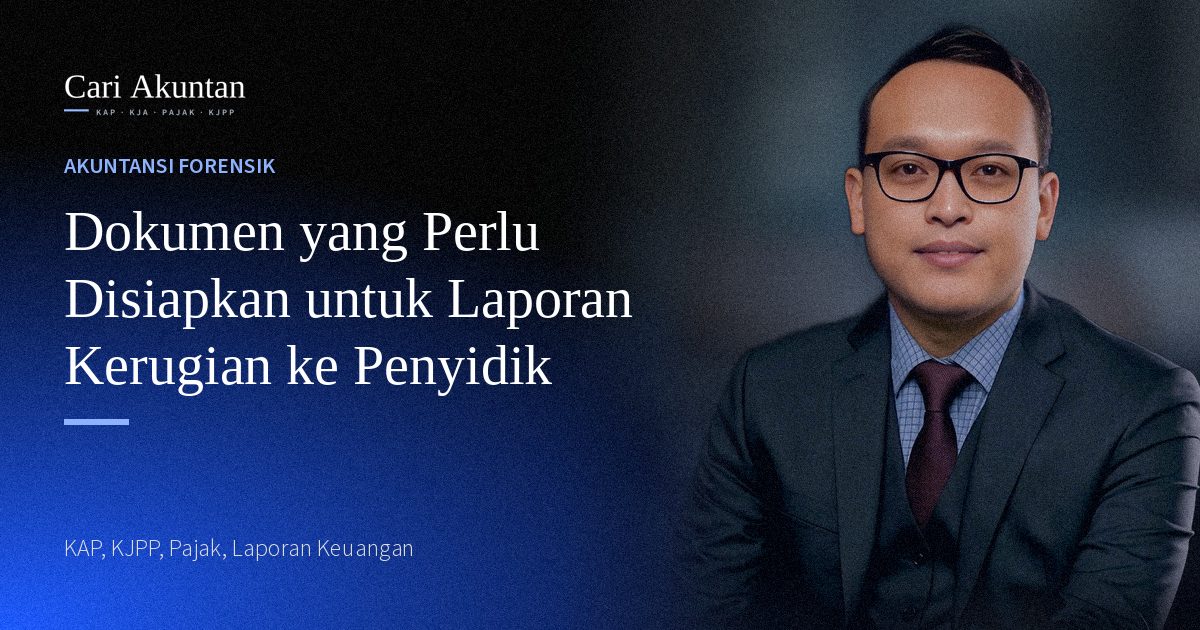 Cari Akuntan
KAP · KJA · PAJAK · KJPP
AKUNTANSI FORENSIK
Dokumen yang Perlu
Disiapkan untuk Laporan
Kerugian ke Penyidik
KAP, KJPP, Pajak, Laporan Keuangan